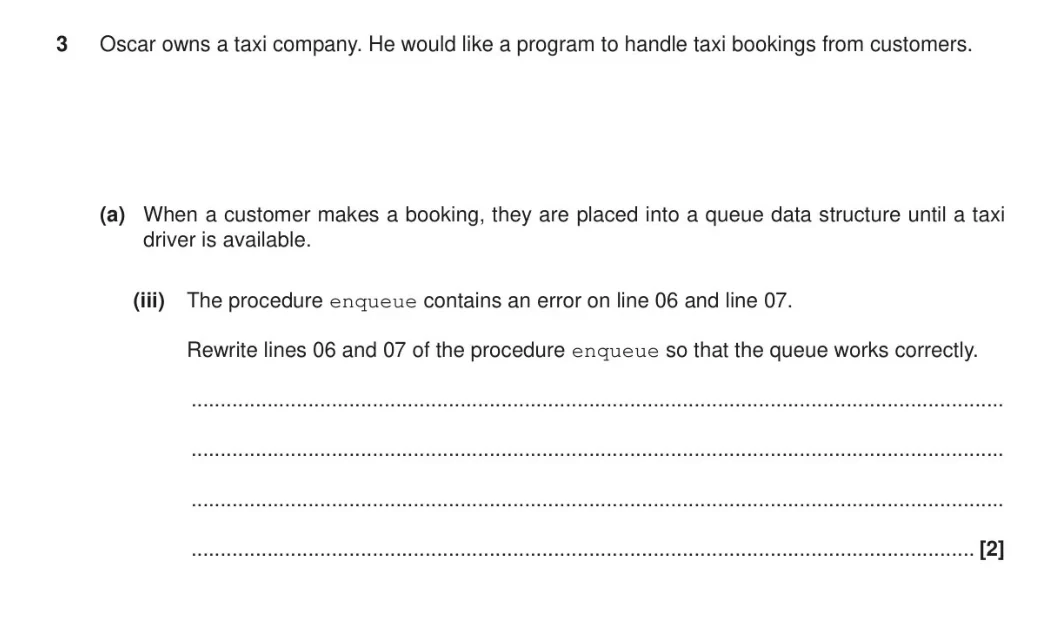 3 Oscar owns a taxi company. He would like a program to handle taxi bookings from customers.
(a) When a customer makes a booking, they are placed into a queue data structure until a taxi
driver is available.
(iii) The procedure enqueue contains an error on line 06 and line 07.
Rewrite lines 06 and 07 of the procedure enqueue so that the queue works correctly.
..........................................................................................................................................
..........................................................................................................................................
..........................................................................................................................................
..................................................................................................................................... [2]